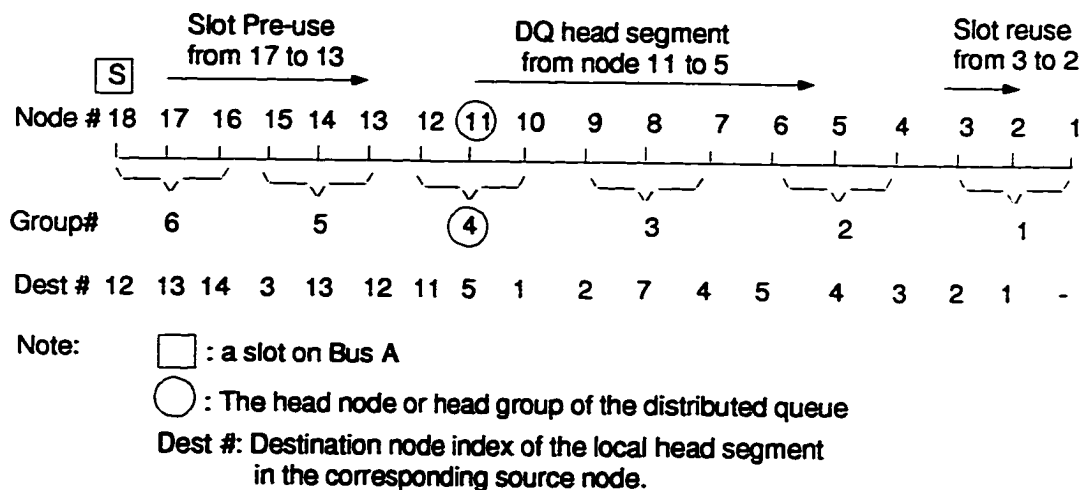 Slot Pre-use
from 17 to 13
DQ head segment
from node 11 to 5
Slot reuse
from 3 to 2
S
Node # 18 17 16 15 14 13 12 11 10 9 8 7 6 5 4 3 2 1
Group# 6 5 4 3 2 1
Dest # 12 13 14 3 13 12 11 5 1 2 7 4 5 4 3 2 1 -
Note: : a slot on Bus A
: The head node or head group of the distributed queue
Dest #: Destination node index of the local head segment
in the corresponding source node.